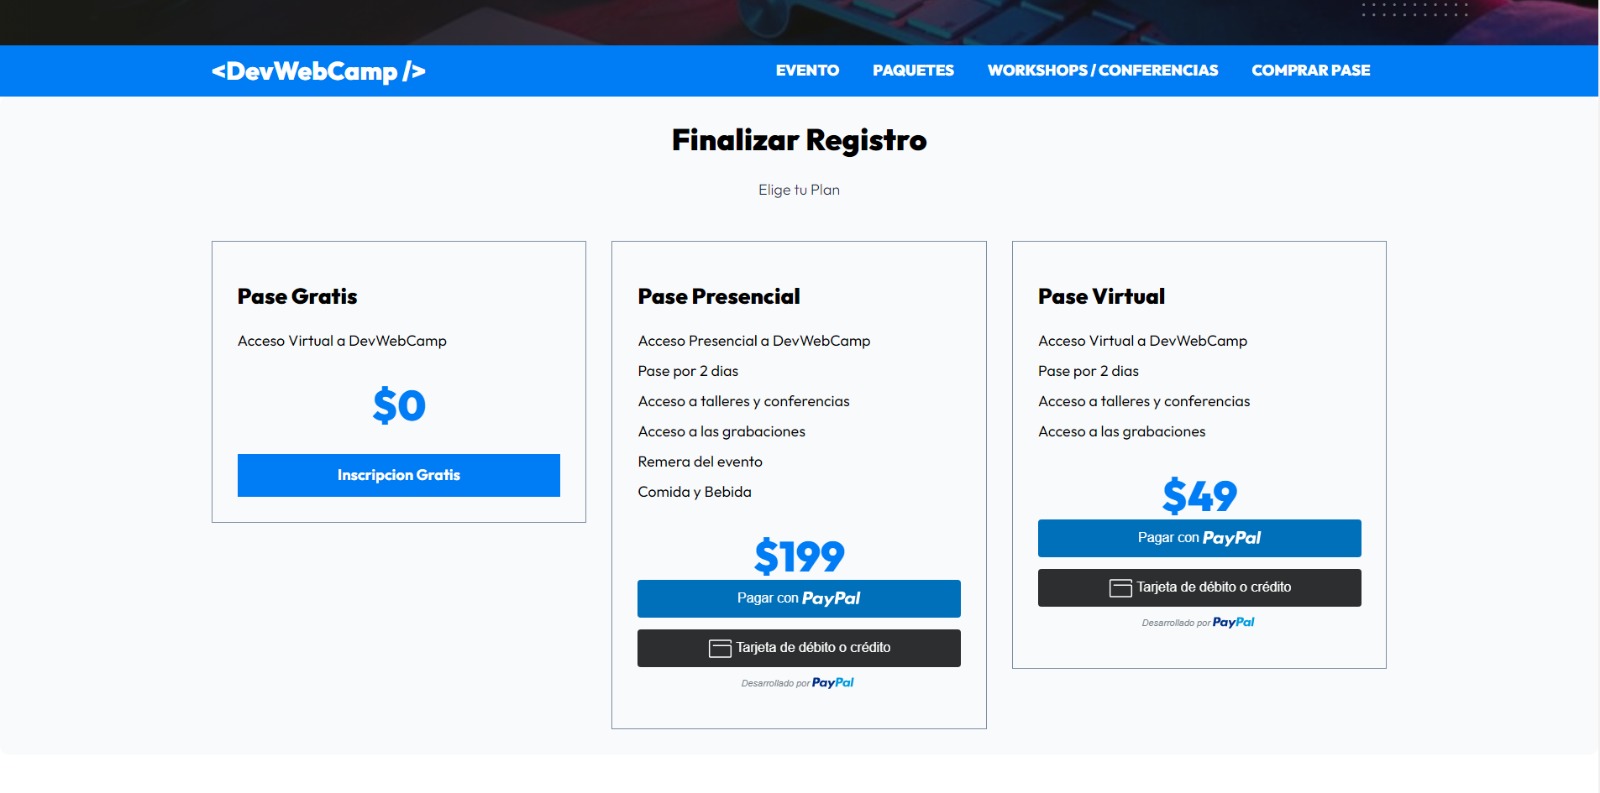 <DevWebCamp />
EVENTO
PAQUETES
WORKSHOPS / CONFERENCIAS
COMPRAR PASE
Finalizar Registro
Elige tu Plan
Pase Gratis
Acceso Virtual a DevWebCamp
$0
Inscripcion Gratis
Pase Presencial
Acceso Presencial a DevWebCamp
Pase por 2 dias
Acceso a talleres y conferencias
Acceso a las grabaciones
Remera del evento
Comida y Bebida
$199
Pagar con PayPal
Tarjeta de débito o crédito
Desarrollado por PayPal
Pase Virtual
Acceso Virtual a DevWebCamp
Pase por 2 dias
Acceso a talleres y conferencias
Acceso a las grabaciones
$49
Pagar con PayPal
Tarjeta de débito o crédito
Desarrollado por PayPal